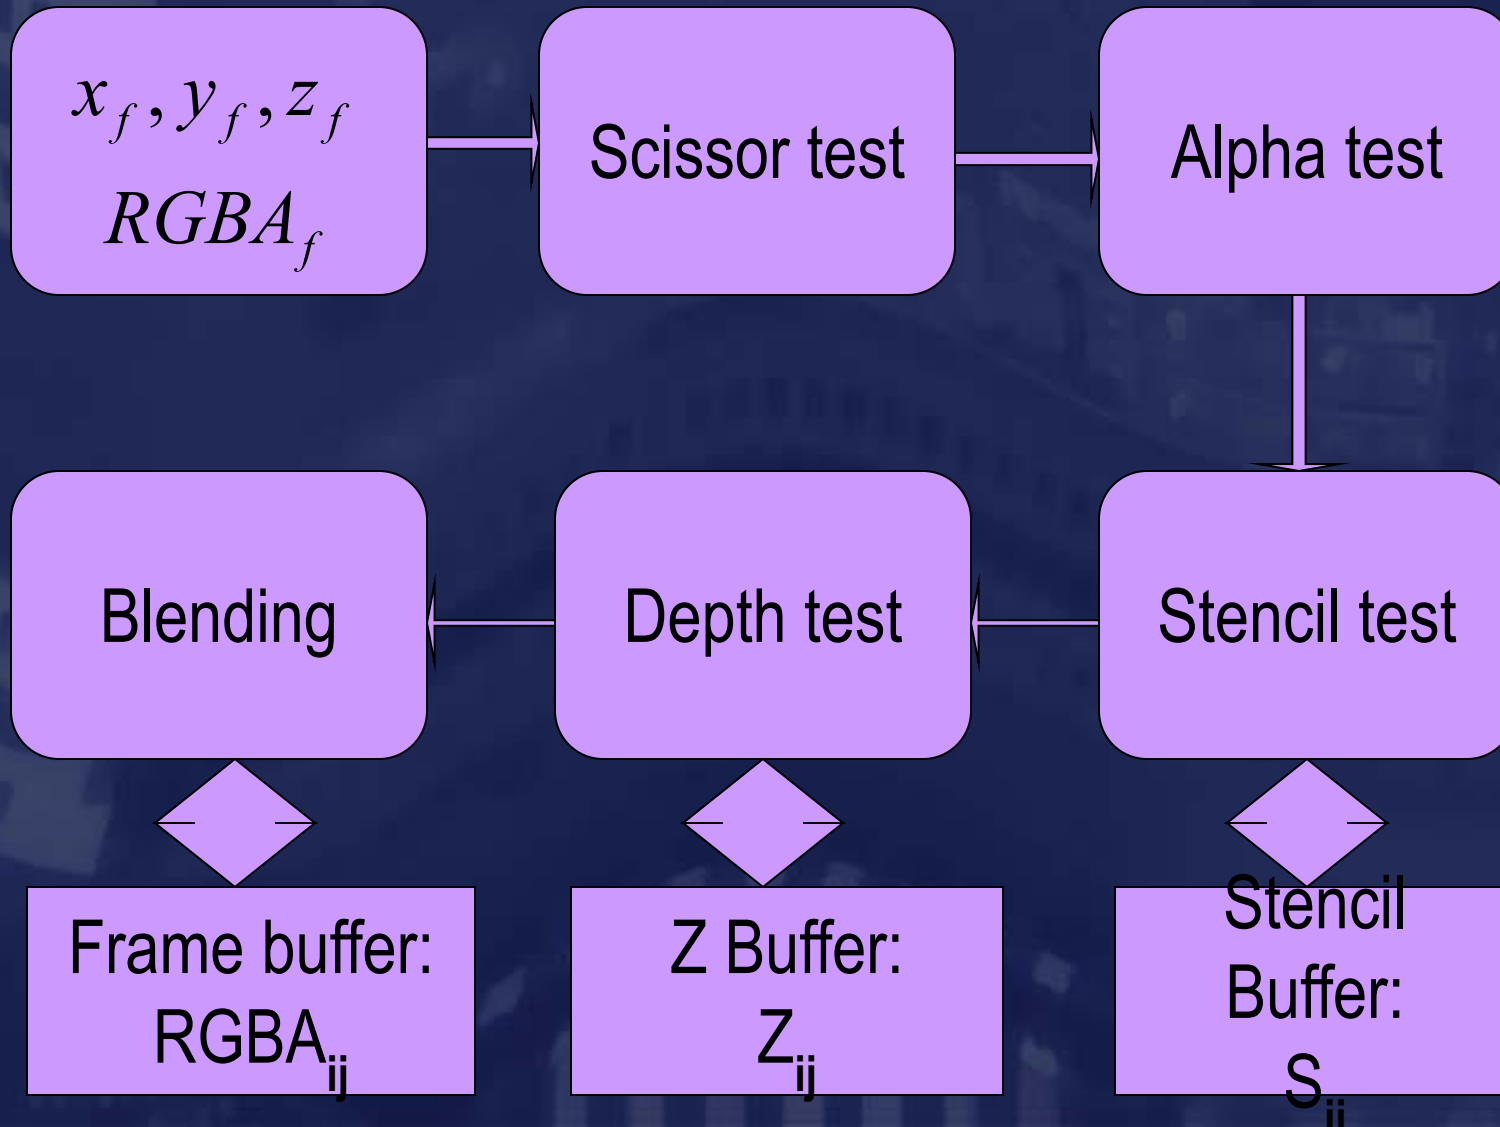 x_f, y_f, z_f
RGBA_f
Scissor test
Alpha test
Blending
Depth test
Stencil test
Frame buffer:
RGBA_ij
Z Buffer:
Z_ij
Stencil
Buffer:
S_ij